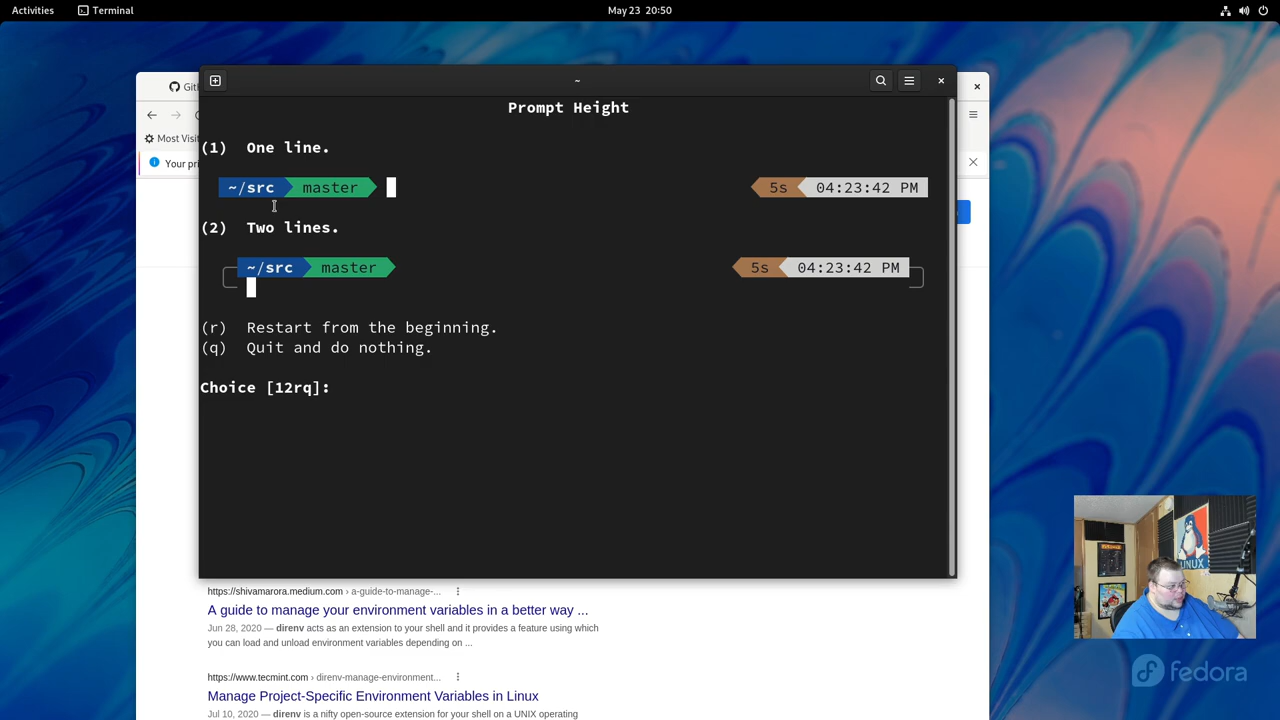 Activities Terminal May 23 20:50
~
Most Visi
Your pri
Prompt Height
(1) One line.
~/src master 5s 04:23:42 PM
(2) Two lines.
~/src master 5s 04:23:42 PM
(r) Restart from the beginning.
(q) Quit and do nothing.
Choice [12rq]:
https://shivamarora.medium.com › a-guide-to-manage-...
A guide to manage your environment variables in a better way ...
Jun 28, 2020 — direnv acts as an extension to your shell and it provides a feature using which
you can load and unload environment variables depending on ...
https://www.tecmint.com › direnv-manage-environment...
Manage Project-Specific Environment Variables in Linux
Jul 10, 2020 — direnv is a nifty open-source extension for your shell on a UNIX operating
LINUX
fedora